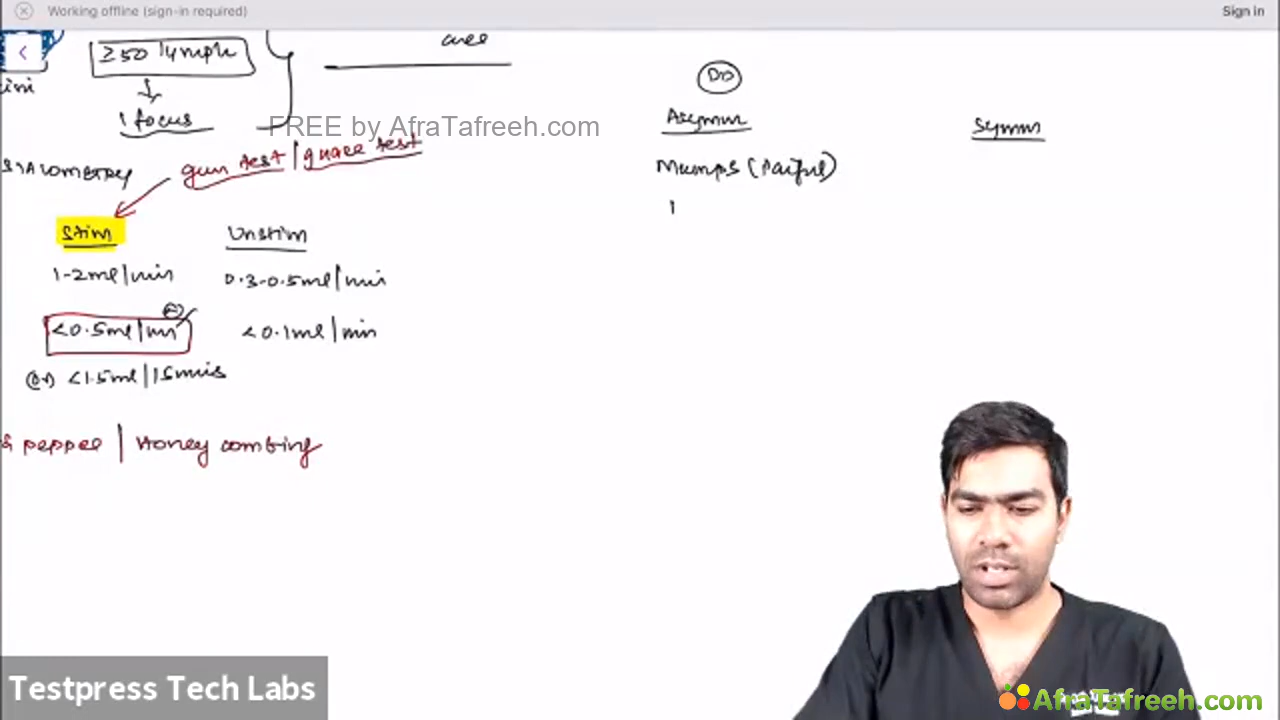 Working offline (sign-in required)
Sign in
≥50 lymph
1 focus
FREE by AfraTafreeh.com
SIALOMETRY
gum test |
Stim
Unstim
1-2ml/min
0.3-0.5ml/min
<0.5ml/min
<0.1ml/min
(or) <1.5ml/15mins
& pepper | Honey combing
DD
Asymm
Symm
Mumps (Painful)
Testpress Tech Labs
AfraTafreeh.com